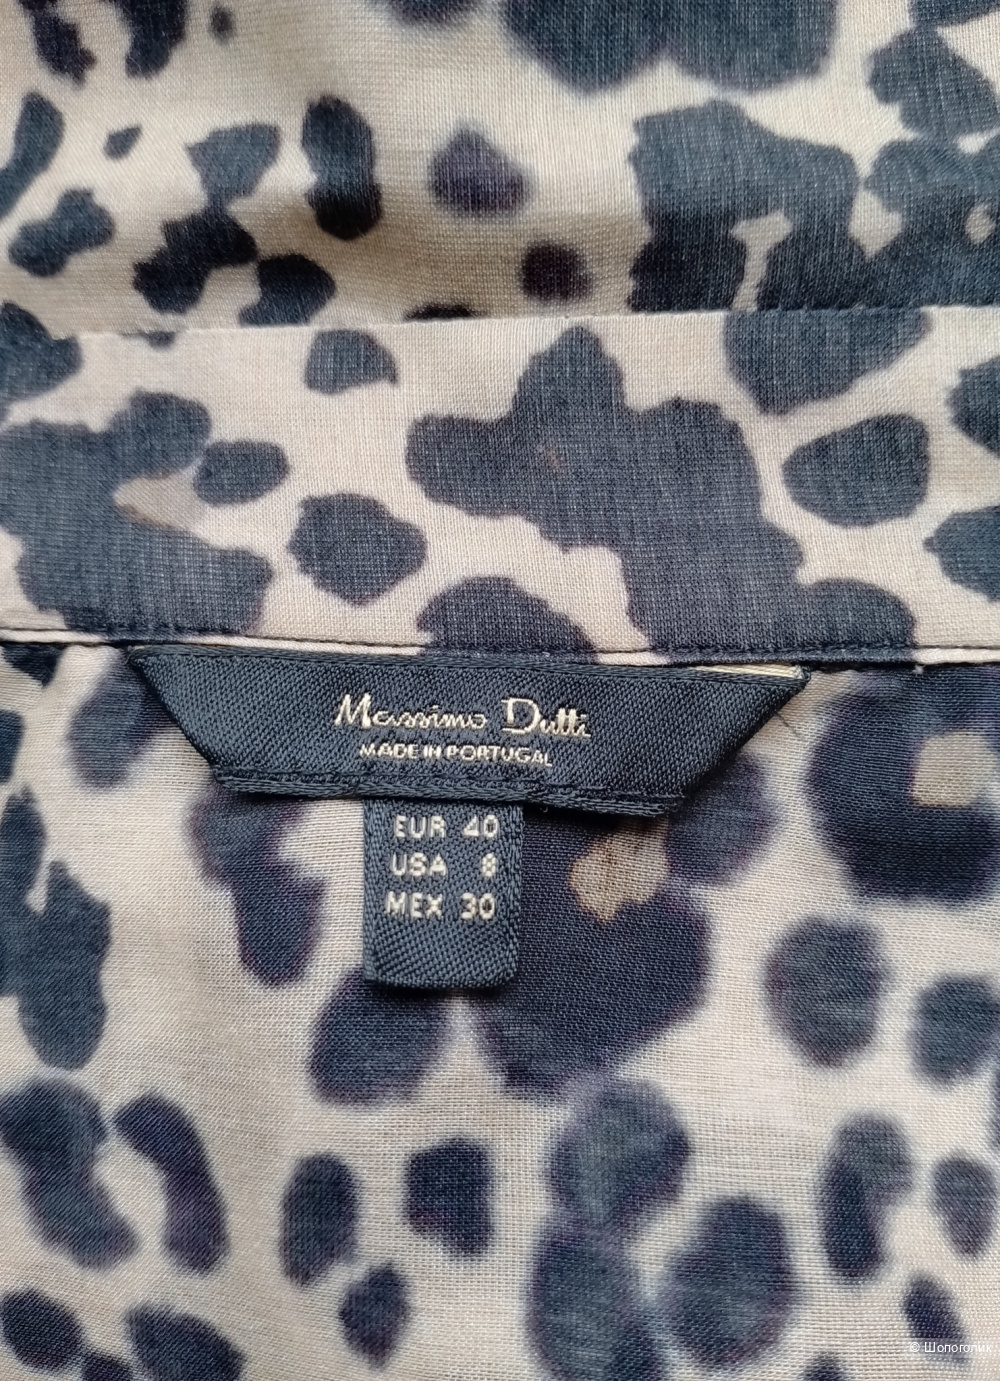 Massimo Dutti
MADE IN PORTUGAL
EUR 40
USA 8
MEX 30
© Шопоголик